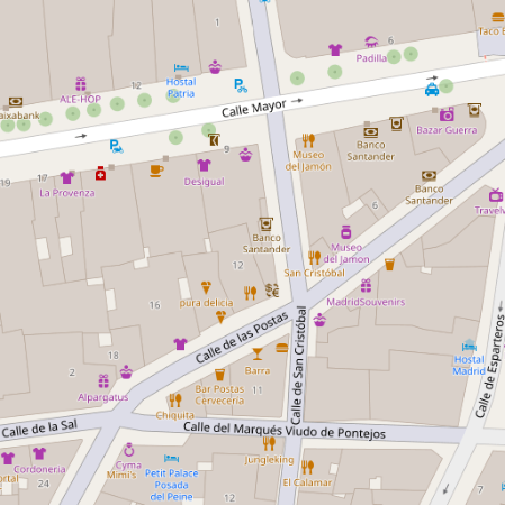 1
6
Taco B
Padilla
Hostal
Patria
12
ALE-HOP
aixabank
Calle Mayor
Bazar Guerra
9
Museo
del Jamón
Banco
Santander
Desigual
19
17
La Provenza
Banco
Santander
6
Travelv
Banco
Santander
Museo
del Jamón
12
San Cristóbal
MadridSouvenirs
16
pura delicia
Calle de San Cristóbal
Calle de las Postas
Calle de Esparteros
18
Hostal
Madrid
2
Barra
Bar Postas
Cervecería
11
Alpargatus
Chiquita
Calle de la Sal
Calle del Marqués Viudo de Pontejos
Jungleking
Cyma
Mimi's
Cordonería
ortal
Petit Palace
Posada
del Peine
El Calamar
24
12
7